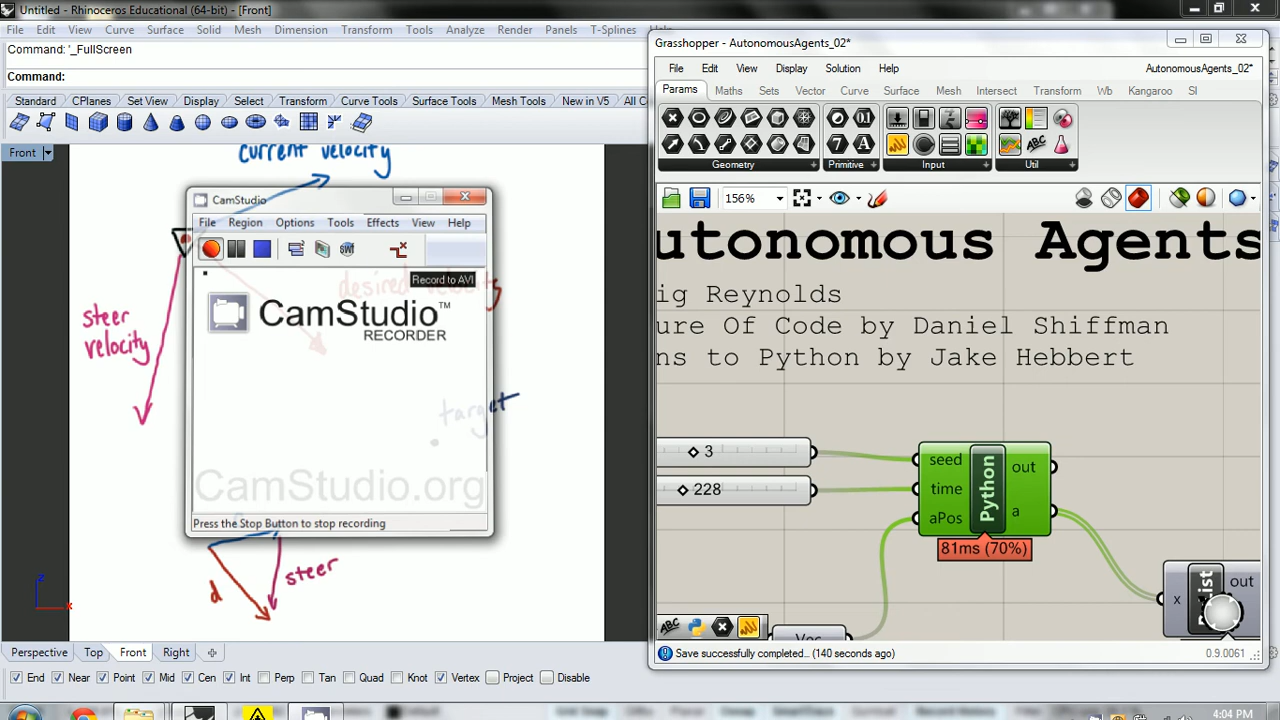 Untitled - Rhinoceros Educational (64-bit) - [Front]
File Edit View Curve Surface Solid Mesh Dimension Transform Tools Analyze Render Panels T-Splines
Command: '_FullScreen
Command:
Standard CPlanes Set View Display Select Transform Curve Tools Surface Tools Mesh Tools New in V5 All C
Front
current velocity
desired velocity
steer
velocity
target
d
steer
z
x
CamStudio
File Region Options Tools Effects View Help
Record to AVI
CamStudio™
RECORDER
CamStudio.org
Press the Stop Button to stop recording
Perspective Top Front Right
End Near Point Mid Cen Int Perp Tan Quad Knot Vertex Project Disable
Grasshopper - AutonomousAgents_02*
File Edit View Display Solution Help AutonomousAgents_02*
Params Maths Sets Vector Curve Surface Mesh Intersect Transform Wb Kangaroo SI
Geometry Primitive Input Util
156%
utonomous Agents
ig Reynolds
ure Of Code by Daniel Shiffman
ns to Python by Jake Hebbert
3
228
seed
time
aPos
Python
out
a
81ms (70%)
x
out
Vec
Save successfully completed... (140 seconds ago)
0.9.0061
4:04 PM